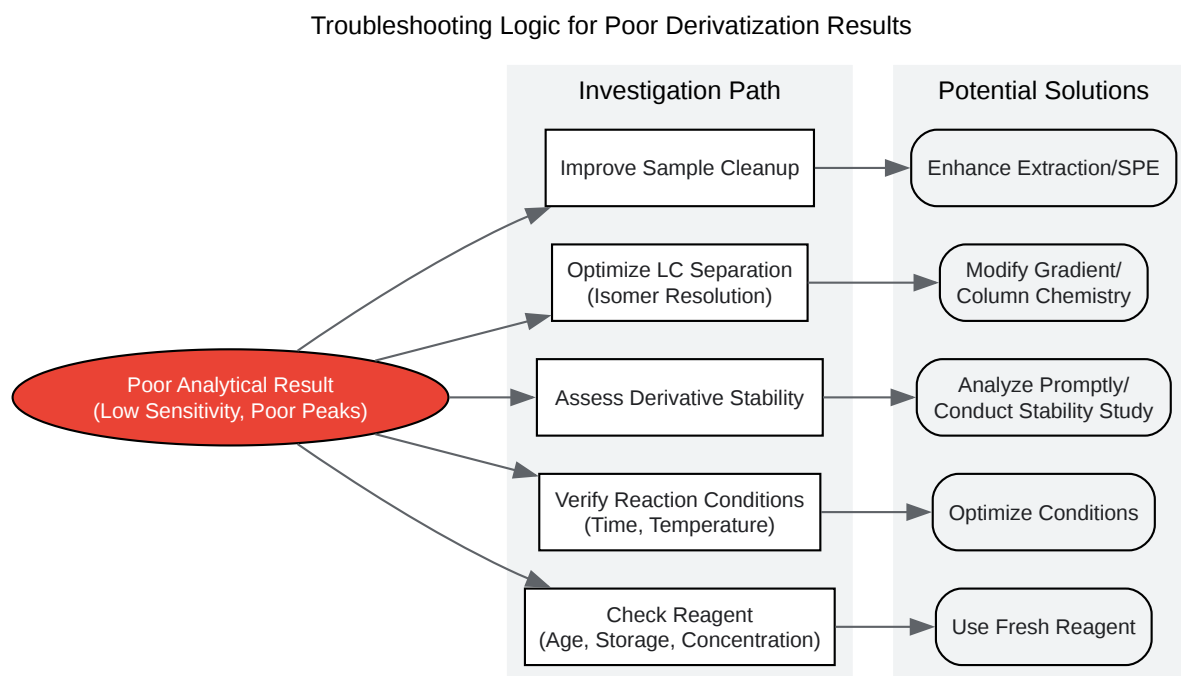 Troubleshooting Logic for Poor Derivatization Results
Investigation Path
Potential Solutions
Improve Sample Cleanup
Enhance Extraction/SPE
Optimize LC Separation
(Isomer Resolution)
Modify Gradient/
Column Chemistry
Poor Analytical Result
(Low Sensitivity, Poor Peaks)
Assess Derivative Stability
Analyze Promptly/
Conduct Stability Study
Verify Reaction Conditions
(Time, Temperature)
Optimize Conditions
Check Reagent
(Age, Storage, Concentration)
Use Fresh Reagent